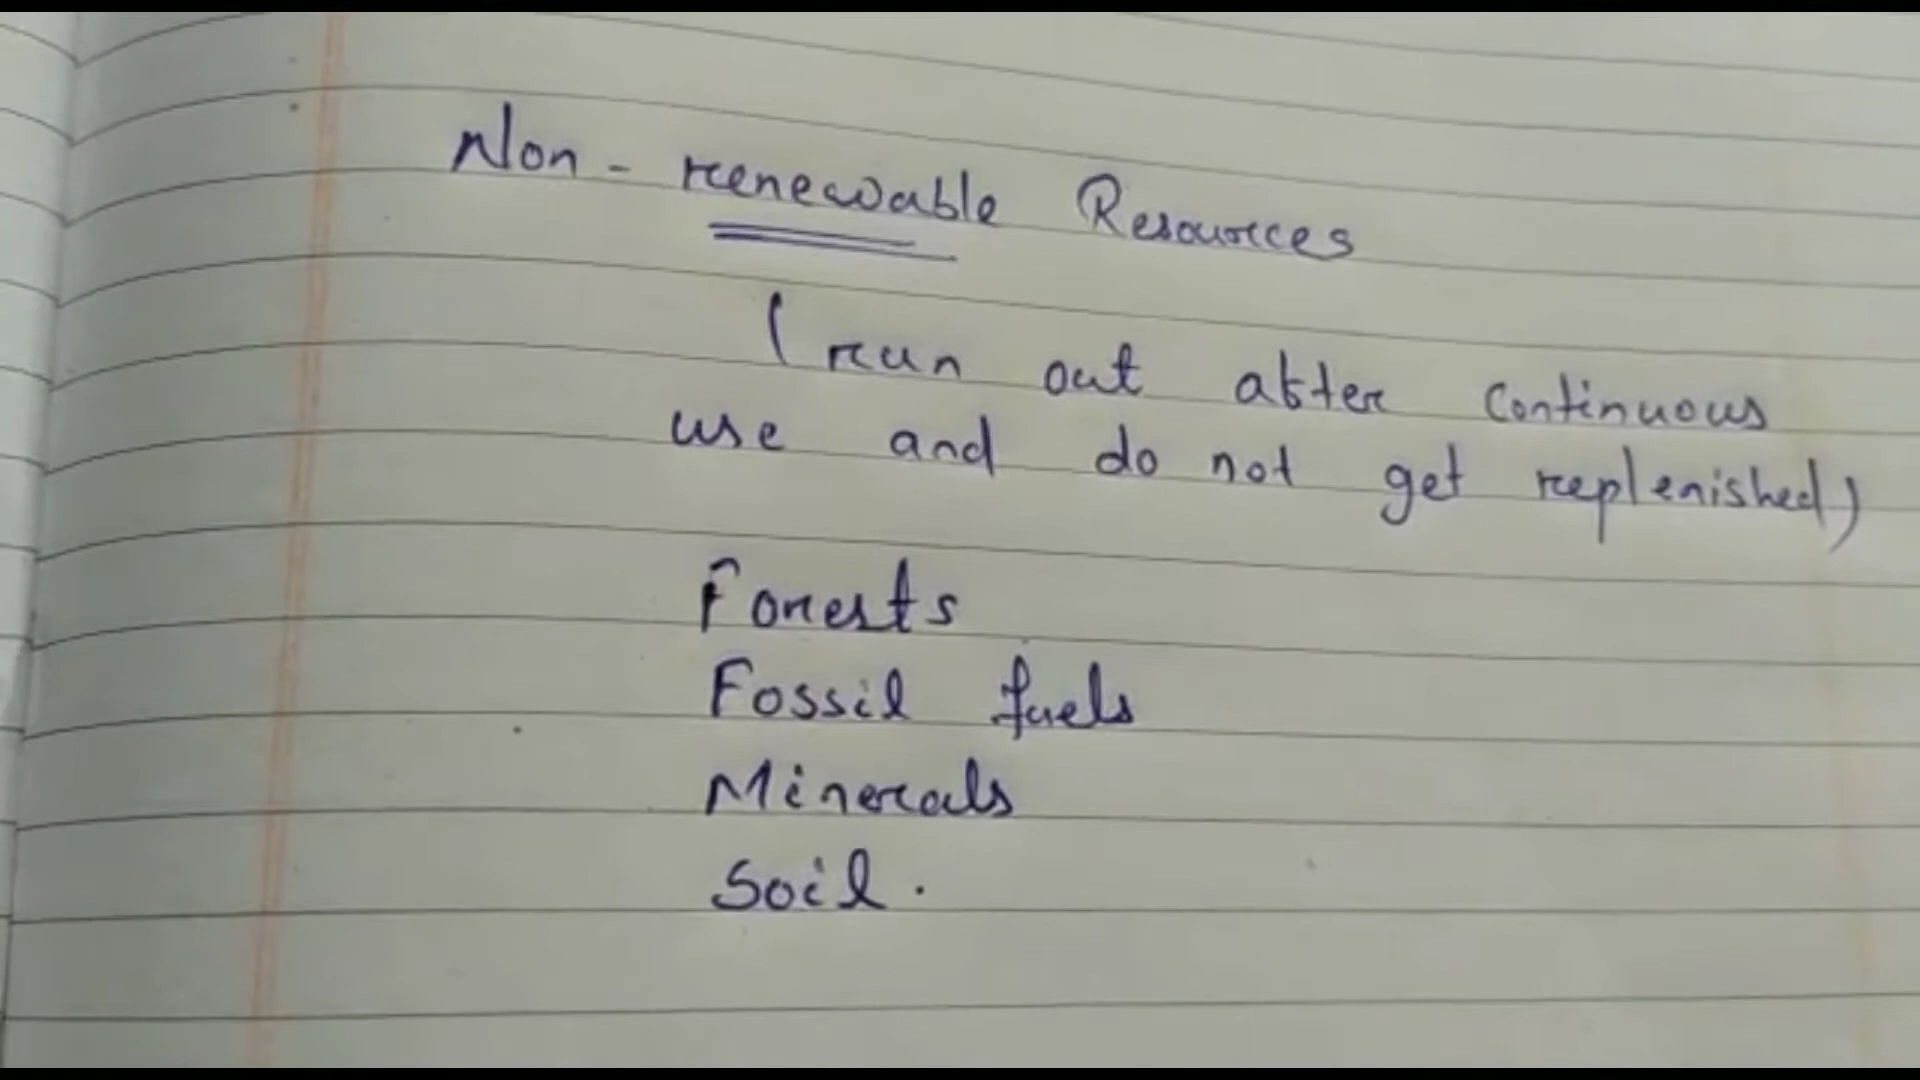 Non-renewable Resources
(run out after continuous
use and do not get replenished)
Forests
Fossil fuels
Minerals
Soil.